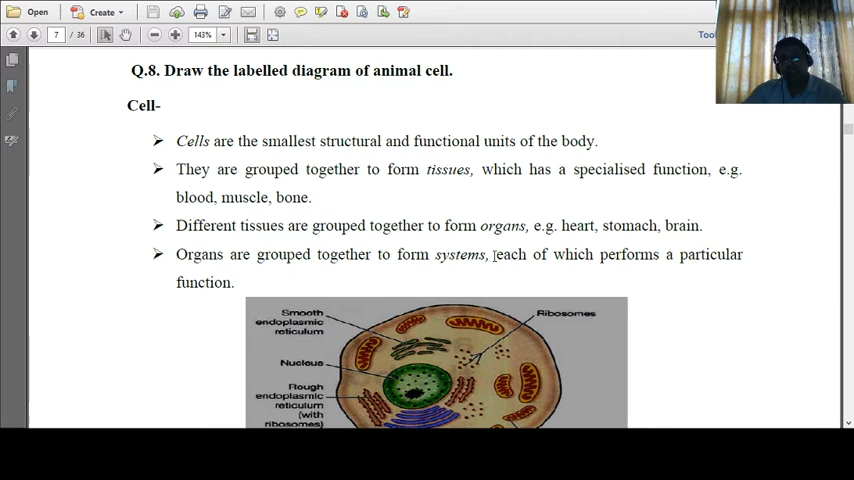 Open
Create
7 / 36
143%
Tool
Q.8. Draw the labelled diagram of animal cell.
Cell-
Cells are the smallest structural and functional units of the body.
They are grouped together to form tissues, which has a specialised function, e.g.
blood, muscle, bone.
Different tissues are grouped together to form organs, e.g. heart, stomach, brain.
Organs are grouped together to form systems, each of which performs a particular
function.
Smooth
endoplasmic
reticulum
Ribosomes
Nucleus
Rough
endoplasmic
reticulum
(with
ribosomes)